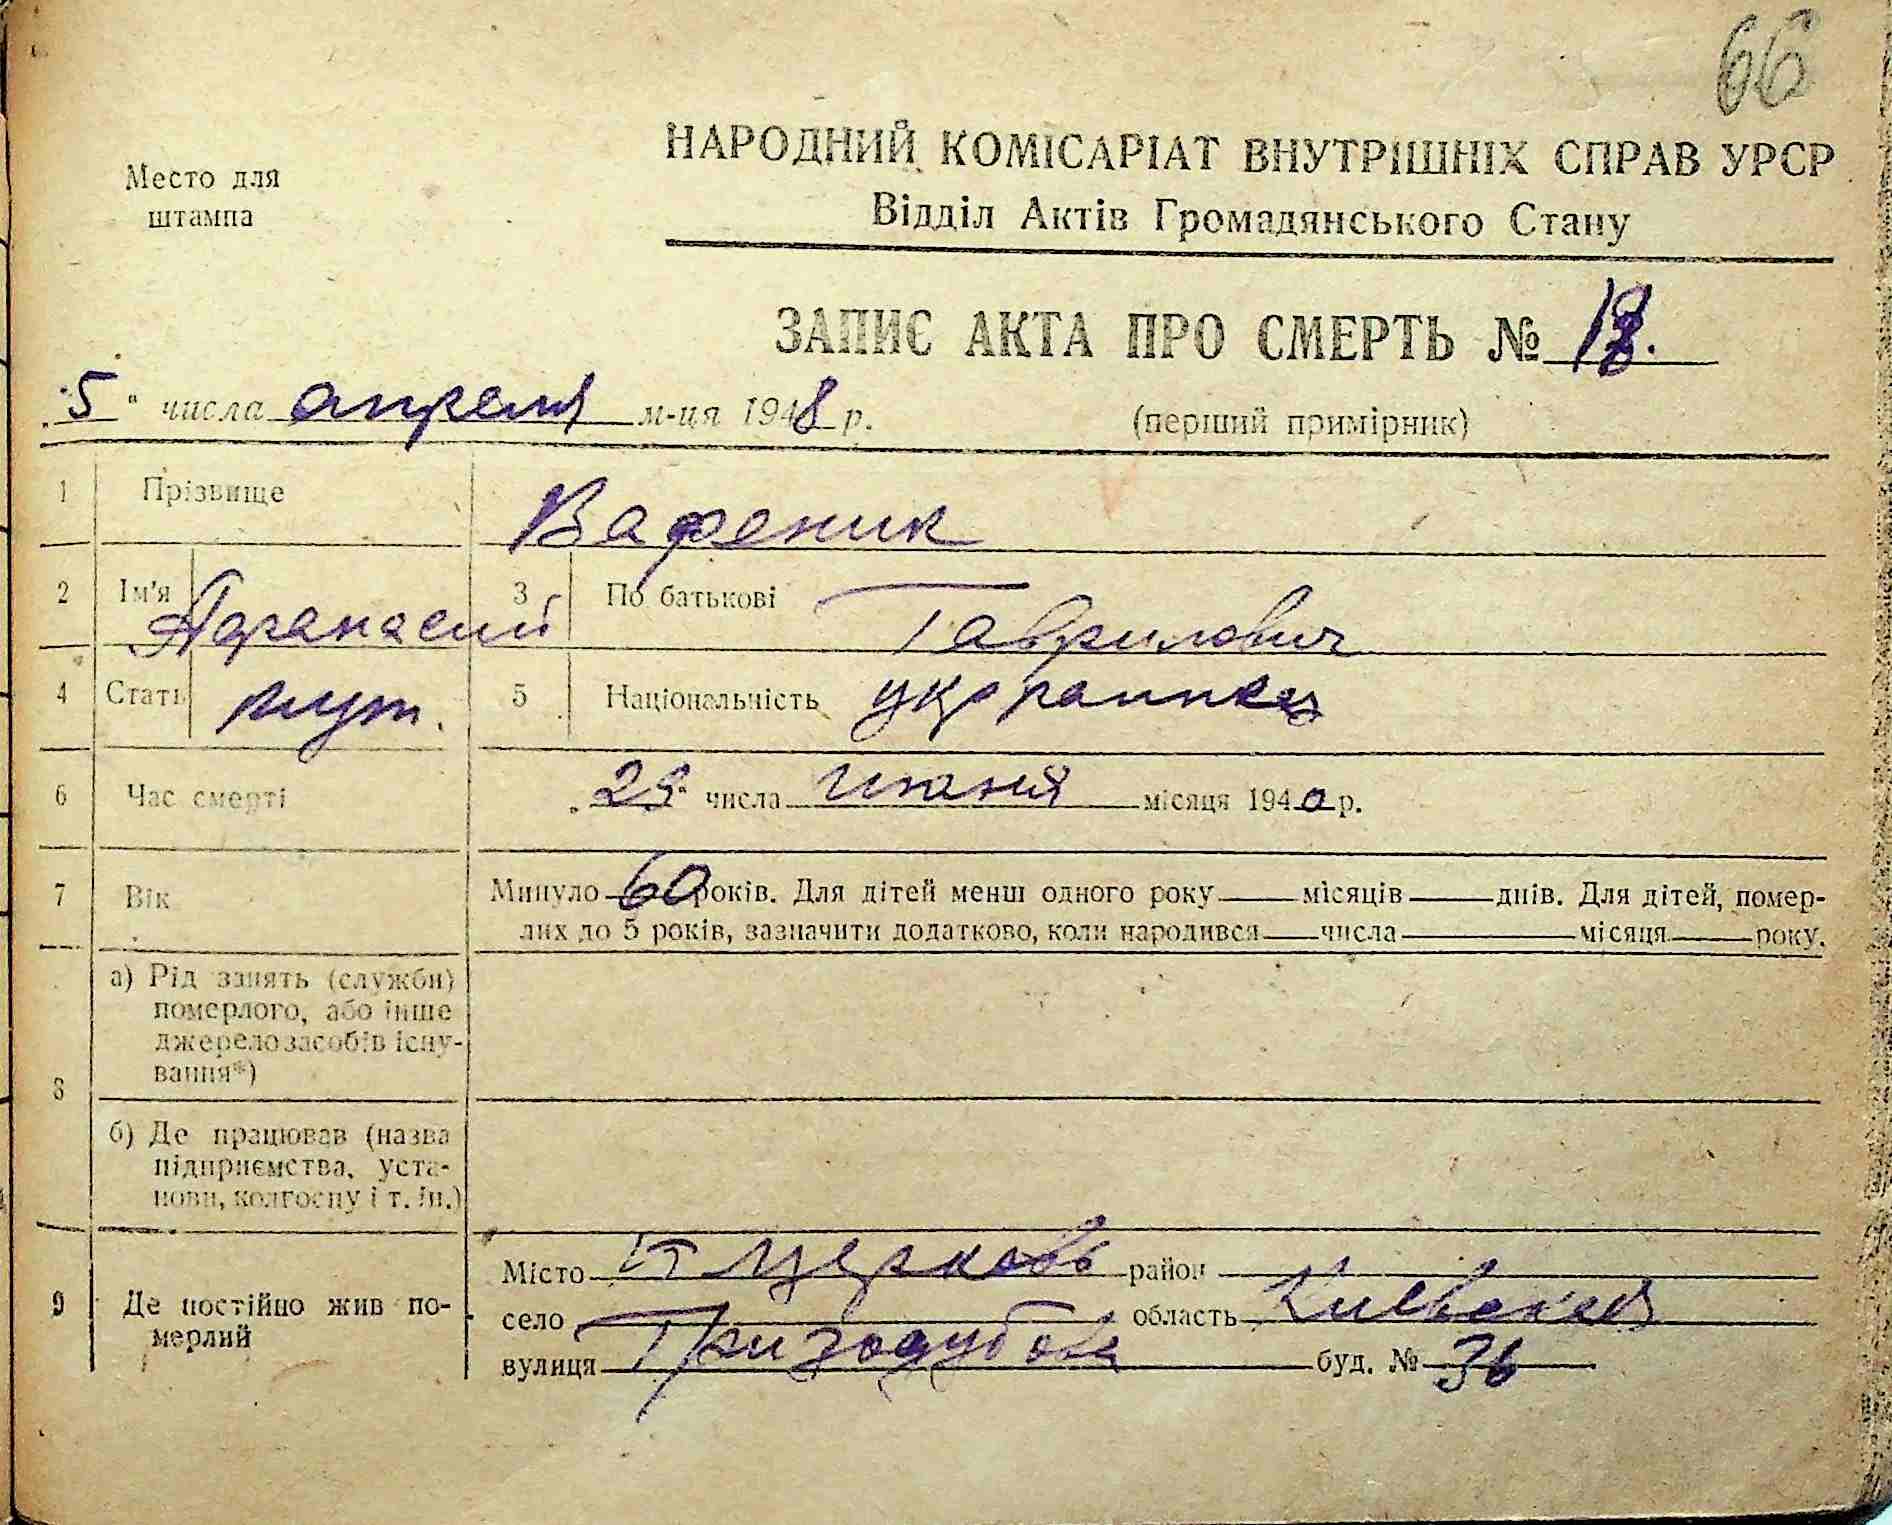 66
Место для
штампа
НАРОДНИЙ КОМІСАРІАТ ВНУТРІШНІХ СПРАВ УРСР
Відділ Актів Громадянського Стану
ЗАПИС АКТА ПРО СМЕРТЬ № 18.
„5" числа апреля м-ця 1948 р. (перший примірник)
1 Прізвище Вафеник
2 Ім'я Афанасий 3 По батькові Гаврилович
4 Стать муж. 5 Національність украинец
6 Час смерті „29" числа июня місяця 1940 р.
7 Вік Минуло 60 років. Для дітей менш одного року місяців днів. Для дітей, помер-
лих до 5 років, зазначити додатково, коли народився числа місяця року.
8 а) Рід занять (служби)
померлого, або інше
джерело засобів існу-
вання*)
б) Де працював (назва
підприємства, уста-
нови, колгоспу і т. ін.)
9 Де постійно жив по-
мерлий
Місто Церковь район
село область Киевская
вулиця буд. № 36